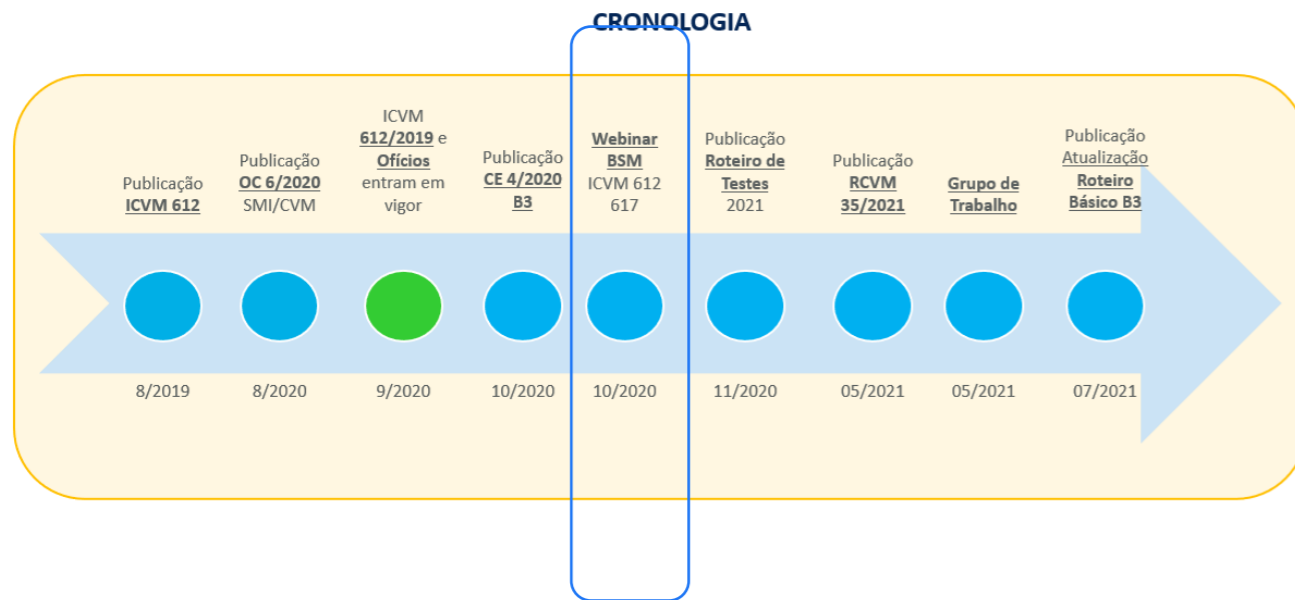 CRONOLOGIA
Publicação
ICVM 612
Publicação
OC 6/2020
SMI/CVM
ICVM
612/2019 e
Ofícios
entram em
vigor
Publicação
CE 4/2020
B3
Webinar
BSM
ICVM 612
617
Publicação
Roteiro de
Testes
2021
Publicação
RCVM
35/2021
Grupo de
Trabalho
Publicação
Atualização
Roteiro
Básico B3
8/2019
8/2020
9/2020
10/2020
10/2020
11/2020
05/2021
05/2021
07/2021